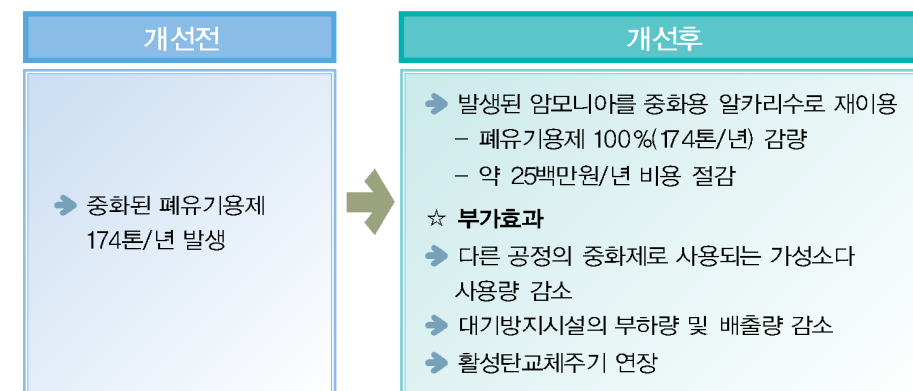 개선전
중화된 폐유기용제
174톤/년 발생
개선후
발생된 암모니아를 중화용 알카리수로 재이용
- 폐유기용제 100%(174톤/년) 감량
- 약 25백만원/년 비용 절감
☆ 부가효과
다른 공정의 중화제로 사용되는 가성소다
사용량 감소
대기방지시설의 부하량 및 배출량 감소
활성탄교체주기 연장